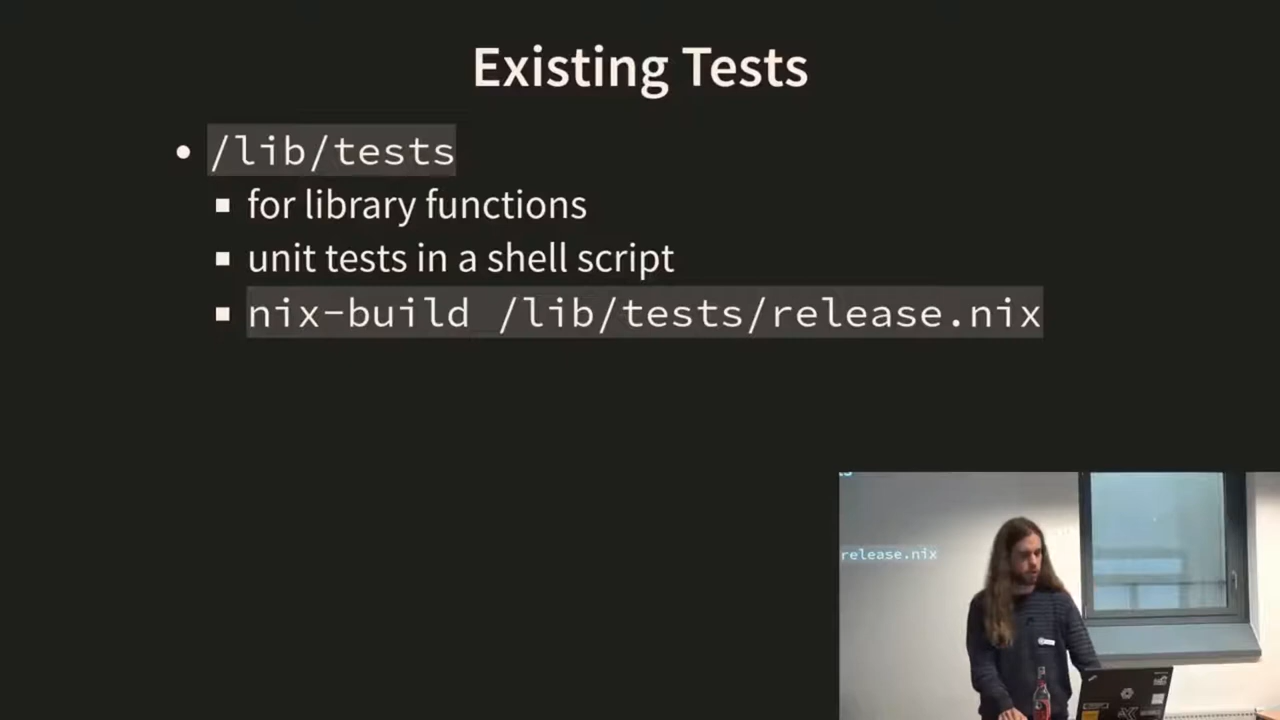 Existing Tests
/lib/tests
for library functions
unit tests in a shell script
nix-build /lib/tests/release.nix
ts
release.nix